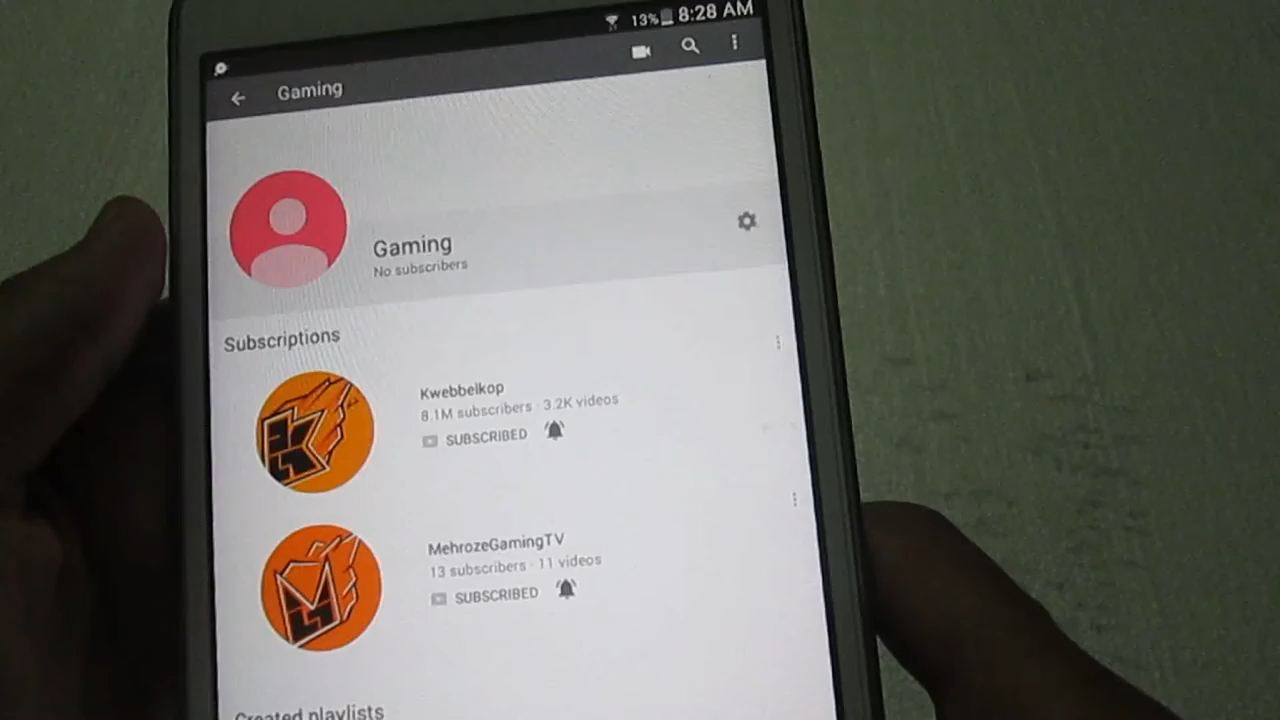 13% 8:28 AM
Gaming
Gaming
No subscribers
Subscriptions
Kwebbelkop
8.1M subscribers · 3.2K videos
SUBSCRIBED
MehrozeGamingTV
13 subscribers · 11 videos
SUBSCRIBED
Created playlists